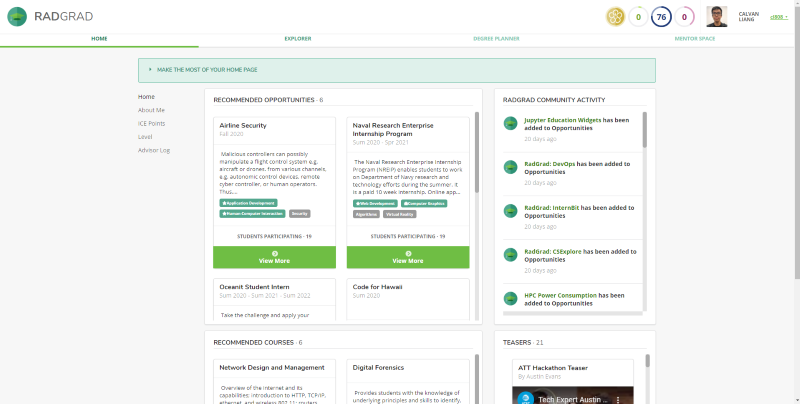 RADGRAD
0 76 0
CALVAN LIANG
HOME EXPLORER DEGREE PLANNER MENTOR SPACE
MAKE THE MOST OF YOUR HOME PAGE
Home
About Me
ICE Points
Level
Advisor Log
RECOMMENDED OPPORTUNITIES - 6
Airline Security
Fall 2020
Malicious controllers can possibly
manipulate a flight control system e.g.
aircraft or drones, from various channels,
e.g. autonomic control devices, remote
cyber controller, or human operators.
Thus...
Application Development
Human-Computer Interaction Security
STUDENTS PARTICIPATING - 19
View More
Naval Research Enterprise
Internship Program
Sum 2020 - Spr 2021
The Naval Research Enterprise Internship
Program (NREIP) enables students to work
on Department of Navy research and
technology efforts during the summer. It
is a paid 10 week internship. Online app...
Web Development Computer Graphics
Algorithms Virtual Reality
STUDENTS PARTICIPATING - 19
View More
Oceanit Student Intern
Sum 2020 - Sum 2021 - Sum 2022
Take the challenge and apply your
Code for Hawaii
Sum 2020
RADGRAD COMMUNITY ACTIVITY
Jupyter Education Widgets has been
added to Opportunities
20 days ago
RadGrad: DevOps has been added to
Opportunities
20 days ago
RadGrad: InternBit has been added to
Opportunities
20 days ago
RadGrad: CSExplore has been added to
Opportunities
20 days ago
HPC Power Consumption has been
added to Opportunities
RECOMMENDED COURSES - 6
Network Design and Management
Overview of the internet and its
capabilities; introduction to HTTP, TCP/IP,
ethernet, and wireless 802.11; routers,
Digital Forensics
Provides students with the knowledge of
underlying principles and skills to identify,
TEASERS - 21
ATT Hackathon Teaser
By Austin Evans
Tech Expert Austin ...